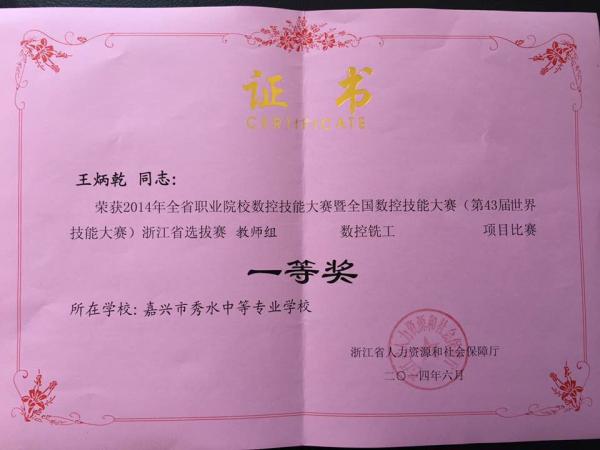 证书
CERTIFICATE
王炳乾 同志:
荣获2014年全省职业院校数控技能大赛暨全国数控技能大赛（第43届世界
技能大赛）浙江省选拔赛 教师组 数控铣工 项目比赛
一等奖
所在学校: 嘉兴市秀水中等专业学校
浙江省人力资源和社会保障厅
二〇一四年六月